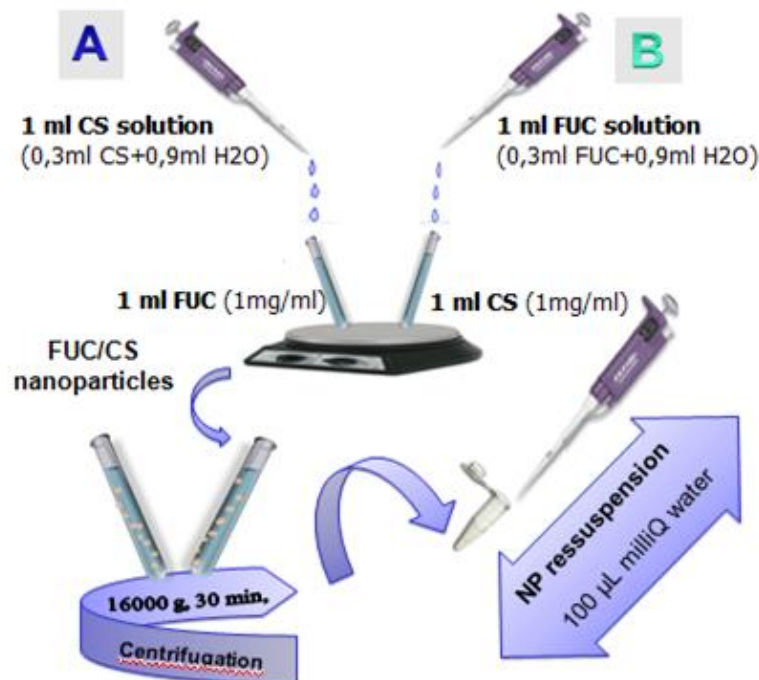 A
B
1 ml CS solution
(0,3ml CS+0,9ml H2O)
1 ml FUC solution
(0,3ml FUC+0,9ml H2O)
1 ml FUC (1mg/ml)
1 ml CS (1mg/ml)
FUC/CS
nanoparticles
NP ressuspension
100 µL milliQ water
16000 g, 30 min,
Centrifugation